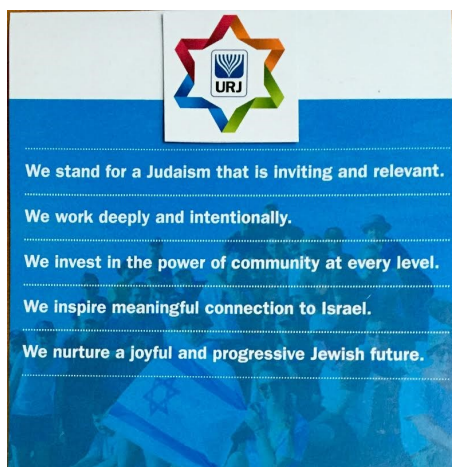 URJ
We stand for a Judaism that is inviting and relevant.
We work deeply and intentionally.
We invest in the power of community at every level.
We inspire meaningful connection to Israel.
We nurture a joyful and progressive Jewish future.